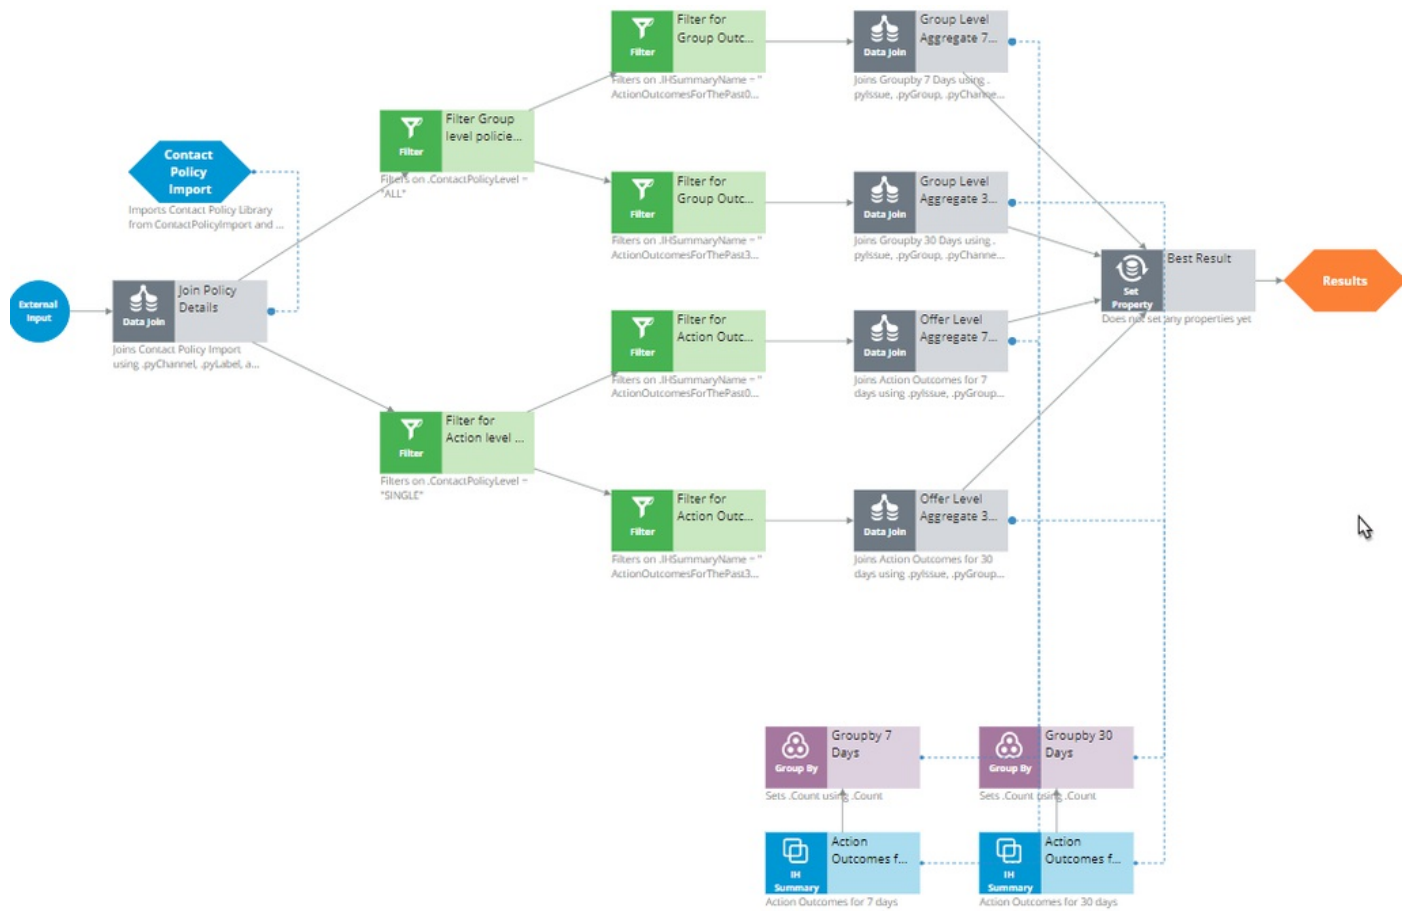 Filter
Filter for
Group Outc...
Filters on .IHSummaryName = "
ActionOutcomesForThePast0...
Data Join
Group Level
Aggregate 7...
Joins Groupby 7 Days using .
pyIssue, .pyGroup, .pyChanne...
Filter
Filter Group
level policie...
Filters on .ContactPolicyLevel =
"ALL"
Contact
Policy
Import
Imports Contact Policy Library
from ContactPolicyImport and ...
Filter
Filter for
Group Outc...
Filters on .IHSummaryName = "
ActionOutcomesForThePast3...
Data Join
Group Level
Aggregate 3...
Joins Groupby 30 Days using .
pyIssue, .pyGroup, .pyChanne...
External
Input
Data Join
Join Policy
Details
Joins Contact Policy Import
using .pyChannel, .pyLabel, a...
Set
Property
Best Result
Does not set any properties yet
Results
Filter
Filter for
Action Outc...
Filters on .IHSummaryName = "
ActionOutcomesForThePast0...
Data Join
Offer Level
Aggregate 7...
Joins Action Outcomes for 7
days using .pyIssue, .pyGroup...
Filter
Filter for
Action level ...
Filters on .ContactPolicyLevel =
"SINGLE"
Filter
Filter for
Action Outc...
Filters on .IHSummaryName = "
ActionOutcomesForThePast3...
Data Join
Offer Level
Aggregate 3...
Joins Action Outcomes for 30
days using .pyIssue, .pyGroup...
Group By
Groupby 7
Days
Sets .Count using .Count
Group By
Groupby 30
Days
Sets .Count using .Count
IH
Summary
Action
Outcomes f...
Action Outcomes for 7 days
IH
Summary
Action
Outcomes f...
Action Outcomes for 30 days